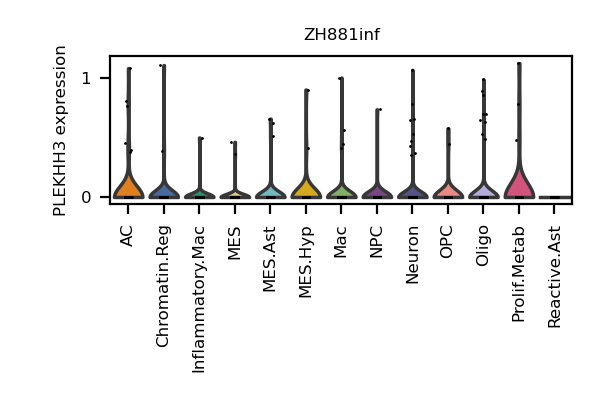 ZH881inf
PLEKHH3 expression
1
0
AC
Chromatin.Reg
Inflammatory.Mac
MES
MES.Ast
MES.Hyp
Mac
NPC
Neuron
OPC
Oligo
Prolif.Metab
Reactive.Ast